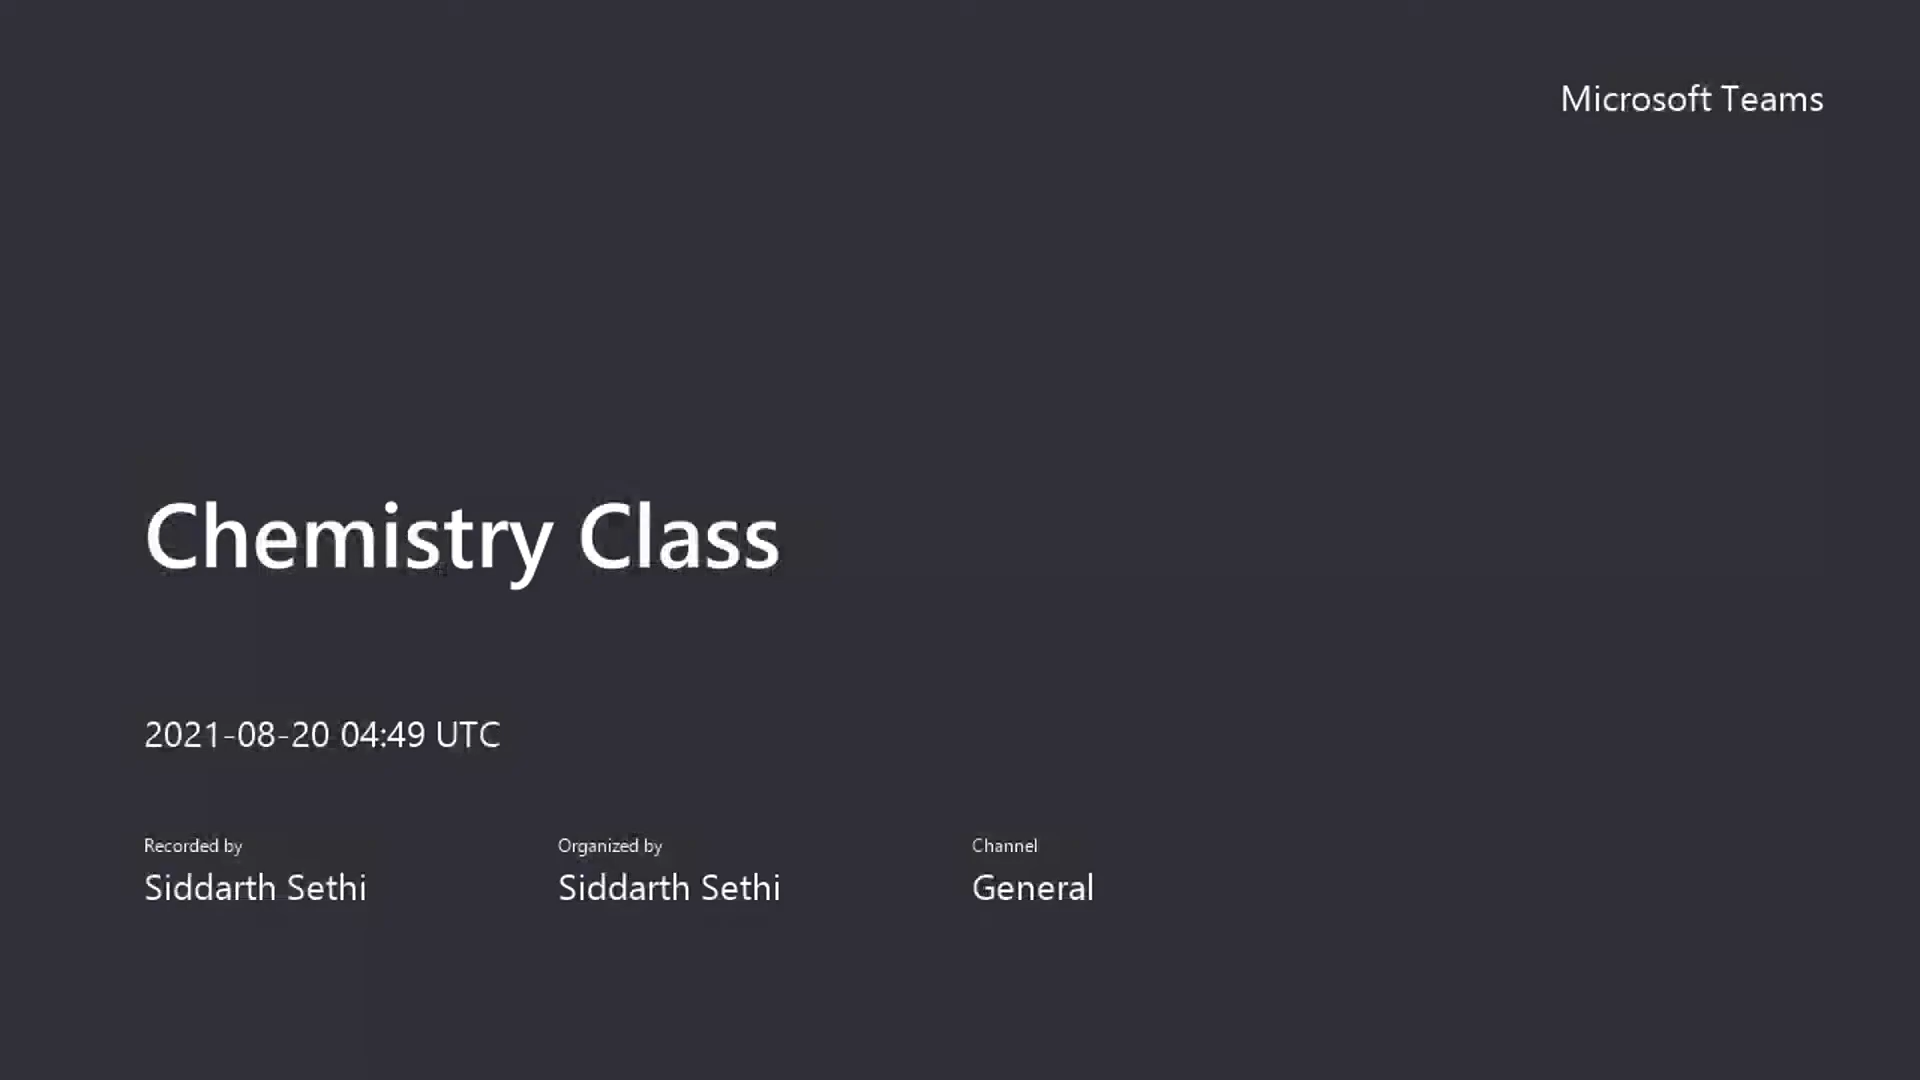 Microsoft Teams
Chemistry Class
2021-08-20 04:49 UTC
Recorded by
Siddarth Sethi
Organized by
Siddarth Sethi
Channel
General